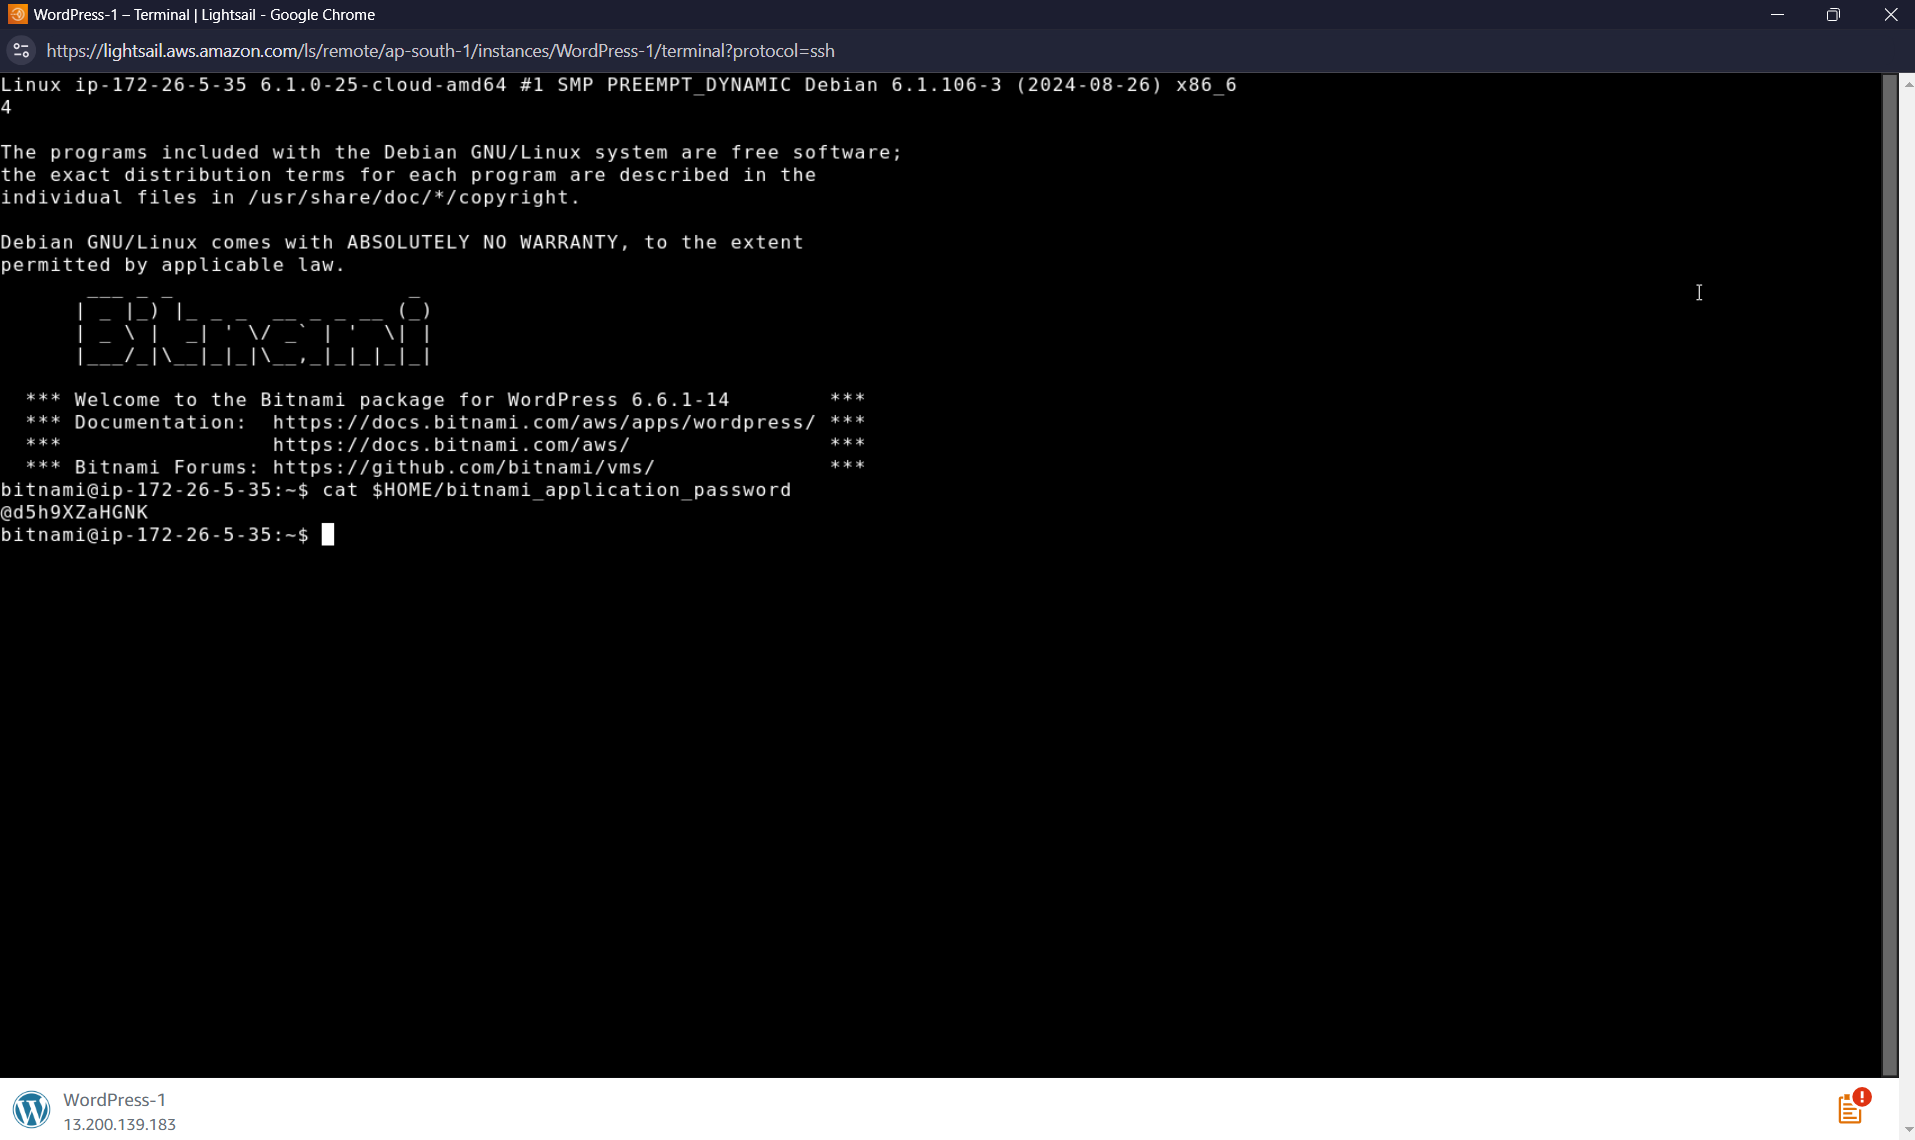 WordPress-1 – Terminal | Lightsail - Google Chrome
https://lightsail.aws.amazon.com/ls/remote/ap-south-1/instances/WordPress-1/terminal?protocol=ssh
Linux ip-172-26-5-35 6.1.0-25-cloud-amd64 #1 SMP PREEMPT_DYNAMIC Debian 6.1.106-3 (2024-08-26) x86_6
4
The programs included with the Debian GNU/Linux system are free software;
the exact distribution terms for each program are described in the
individual files in /usr/share/doc/*/copyright.
Debian GNU/Linux comes with ABSOLUTELY NO WARRANTY, to the extent
permitted by applicable law.
Bitnami
*** Welcome to the Bitnami package for WordPress 6.6.1-14 ***
*** Documentation: https://docs.bitnami.com/aws/apps/wordpress/ ***
*** https://docs.bitnami.com/aws/ ***
*** Bitnami Forums: https://github.com/bitnami/vms/ ***
bitnami@ip-172-26-5-35:~$ cat $HOME/bitnami_application_password
@d5h9XZaHGNK
bitnami@ip-172-26-5-35:~$
WordPress-1
13.200.139.183